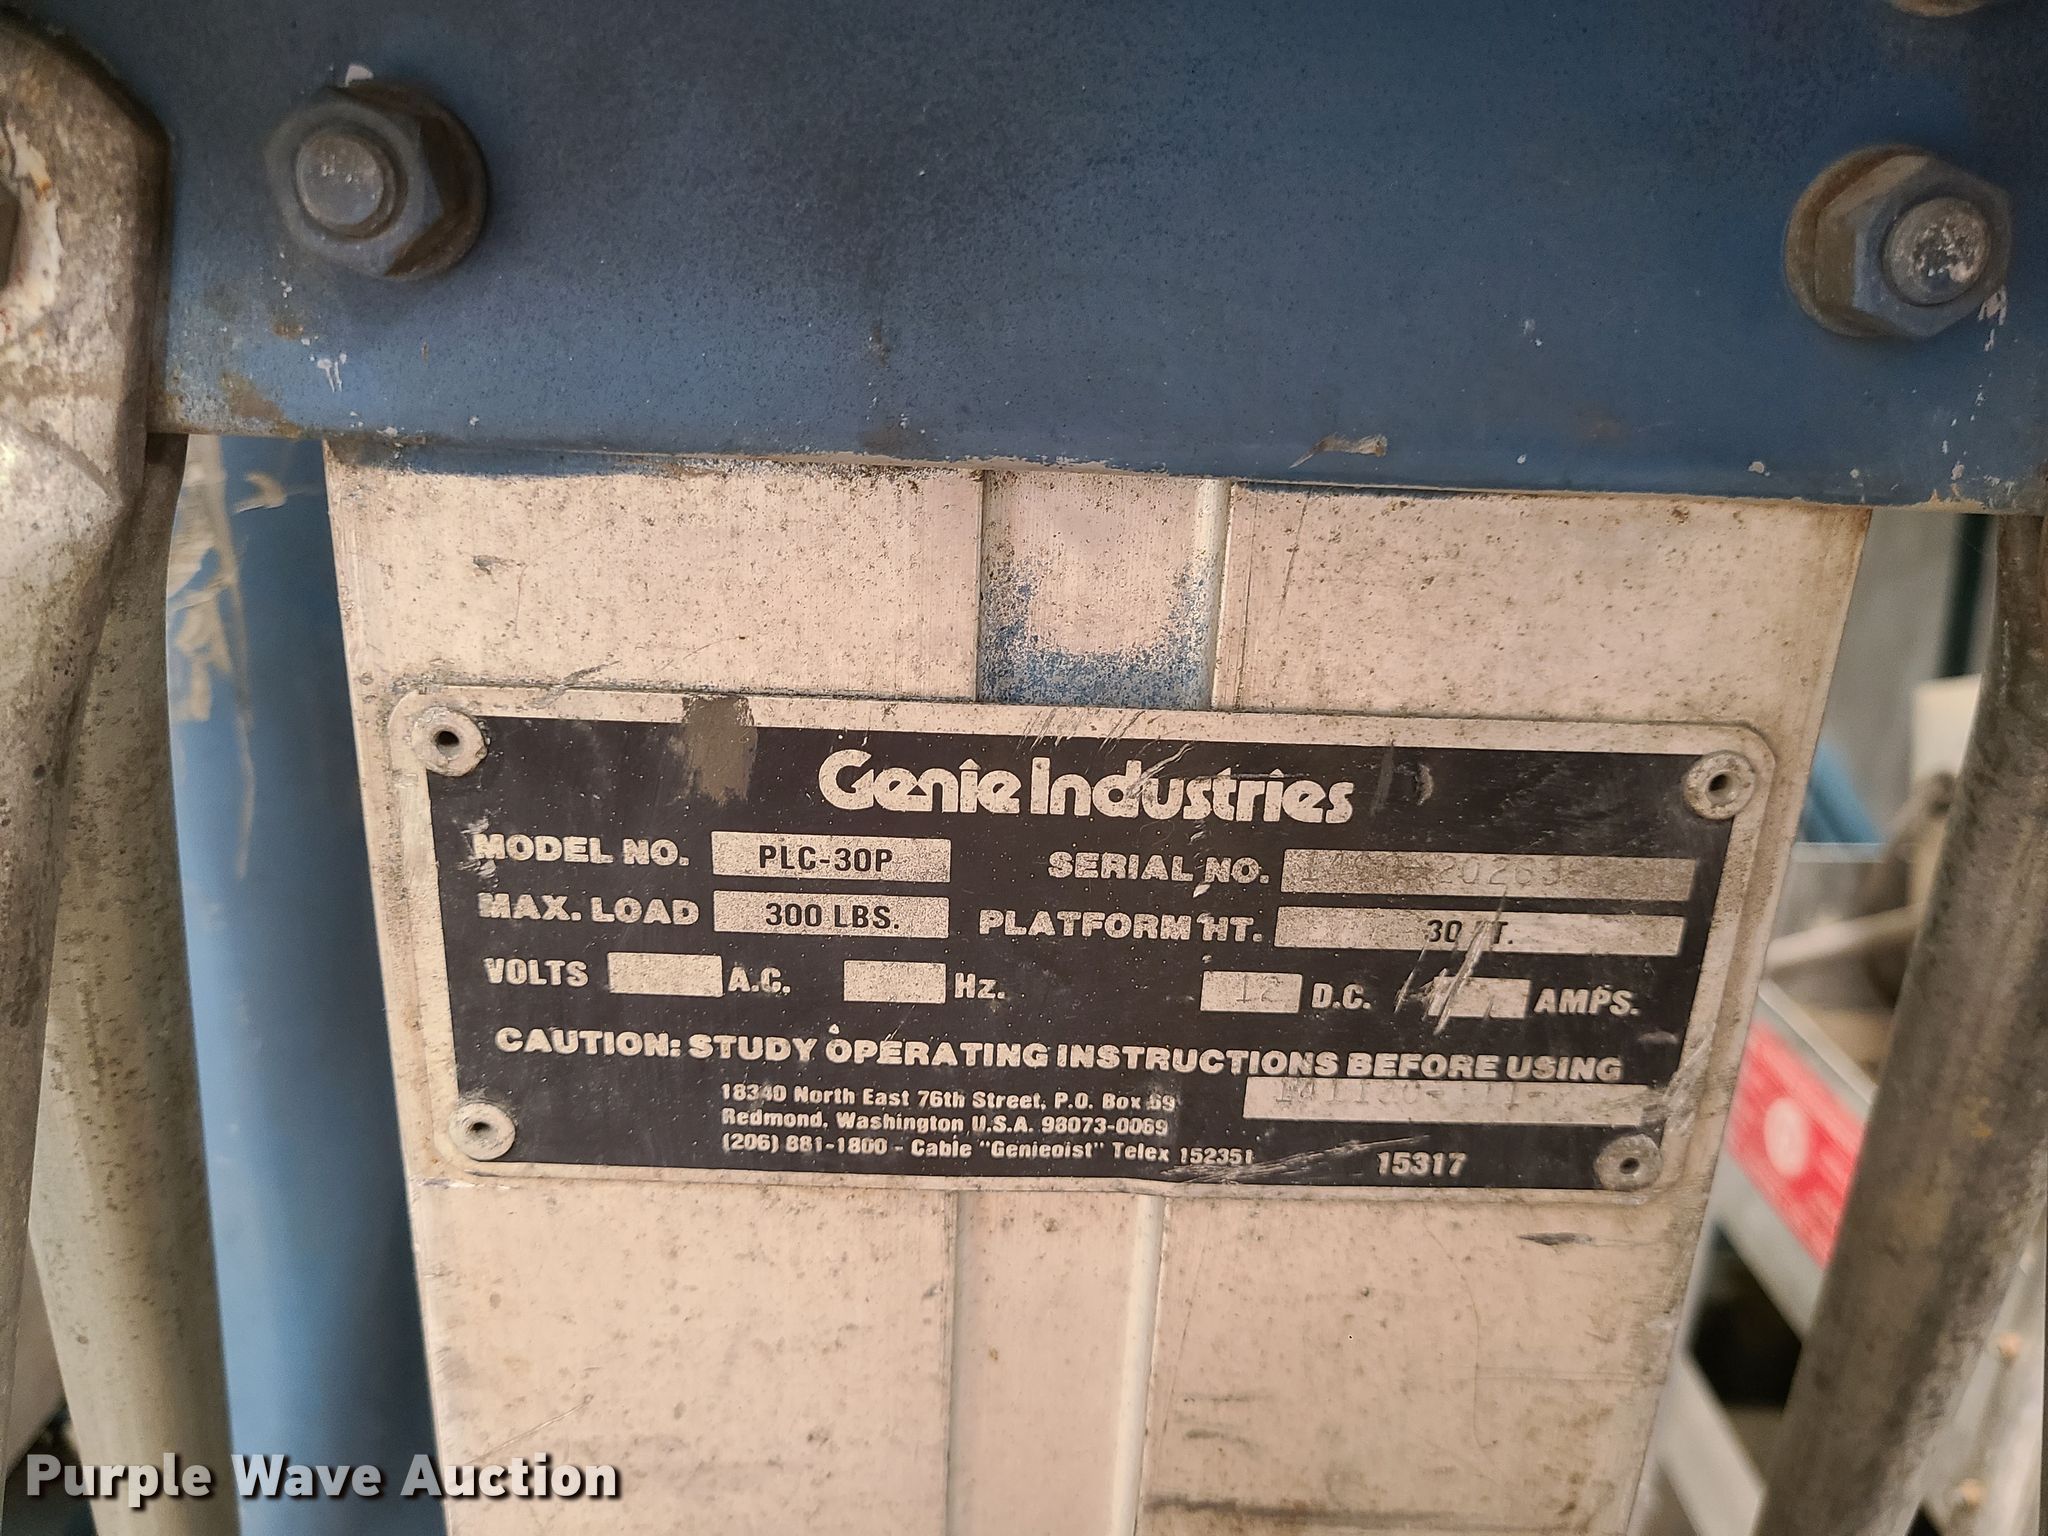 Genie Industries
MODEL NO. PLC-30P SERIAL NO.
MAX. LOAD 300 LBS. PLATFORM HT. 30 FT.
VOLTS A.C. Hz. 12 D.C. AMPS.
CAUTION: STUDY OPERATING INSTRUCTIONS BEFORE USING
18340 North East 76th Street, P.O. Box 69
Redmond, Washington U.S.A. 98073-0069
(206) 881-1800 - Cable "Genieoist" Telex 152351
15317
Purple Wave Auction